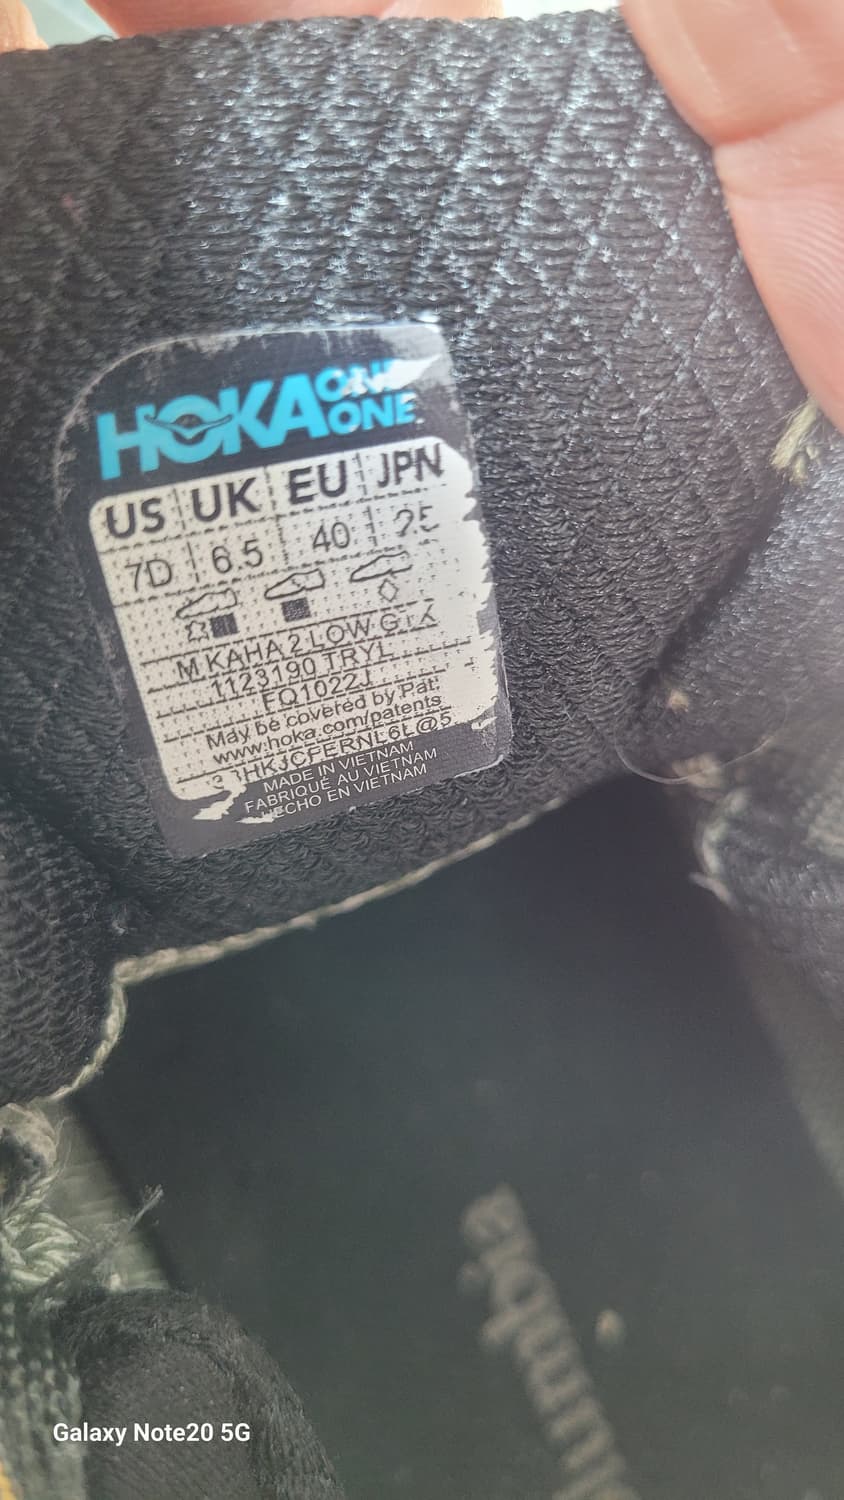 HOKA ONE ONE
US UK EU JPN
7D 6.5 40 25
M KAHA 2 LOW GTX
1123190 TRYL
FQ1022J
May be covered by Pat:
www.hoka.com/patents
MADE IN VIETNAM
FABRIQUÉ AU VIETNAM
HECHO EN VIETNAM
Galaxy Note20 5G